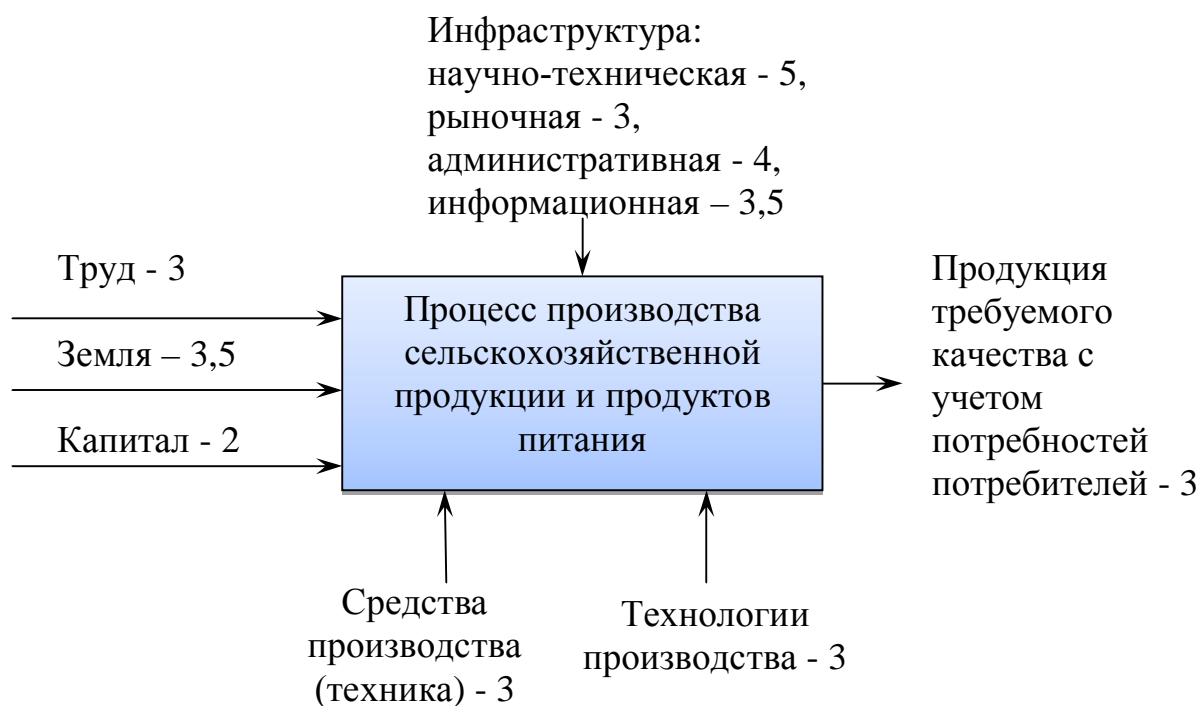 Инфраструктура:
научно-техническая - 5,
рыночная - 3,
административная - 4,
информационная – 3,5
Труд - 3
Земля – 3,5
Капитал - 2
Процесс производства
сельскохозяйственной
продукции и продуктов
питания
Продукция
требуемого
качества с
учетом
потребностей
потребителей - 3
Средства
производства
(техника) - 3
Технологии
производства - 3